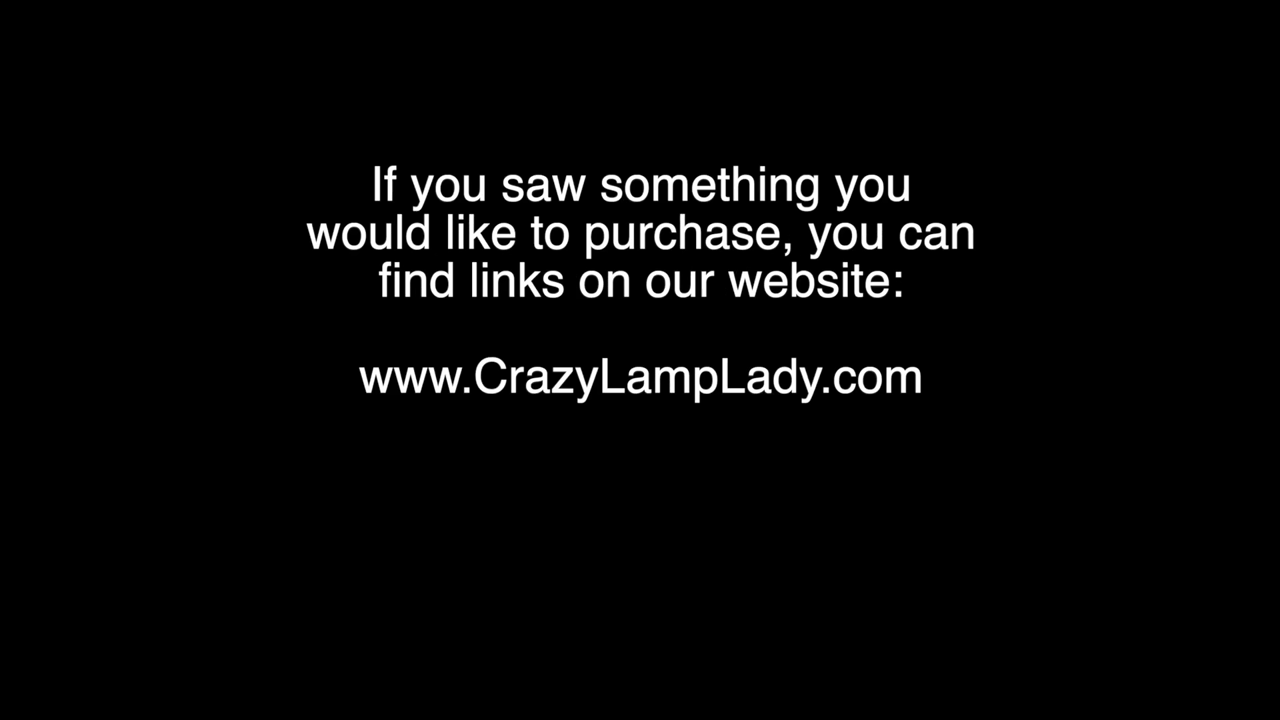 If you saw something you
would like to purchase, you can
find links on our website:
www.CrazyLampLady.com